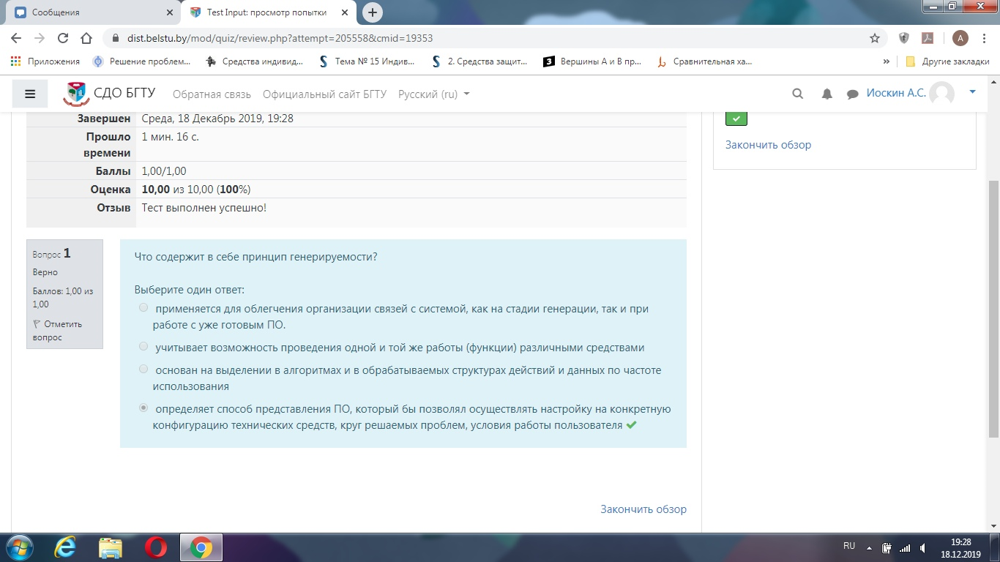 Сообщения
Test Input: просмотр попытки
dist.belstu.by/mod/quiz/review.php?attempt=205558&cmid=19353
A
Приложения
Решение проблем...
Средства индивид...
Тема № 15 Индив...
2. Средства защит...
Вершины А и В пр...
Сравнительная ха...
»
Другие закладки
СДО БГТУ
Обратная связь
Официальный сайт БГТУ
Русский (ru)
Иоскин А.С.
Завершен
Среда, 18 Декабрь 2019, 19:28
Прошло
времени
1 мин. 16 с.
Баллы
1,00/1,00
Оценка
10,00 из 10,00 (100%)
Отзыв
Тест выполнен успешно!
Закончить обзор
Вопрос 1
Верно
Баллов: 1,00 из
1,00
Отметить
вопрос
Что содержит в себе принцип генерируемости?
Выберите один ответ:
применяется для облегчения организации связей с системой, как на стадии генерации, так и при
работе с уже готовым ПО.
учитывает возможность проведения одной и той же работы (функции) различными средствами
основан на выделении в алгоритмах и в обрабатываемых структурах действий и данных по частоте
использования
определяет способ представления ПО, который бы позволял осуществлять настройку на конкретную
конфигурацию технических средств, круг решаемых проблем, условия работы пользователя
Закончить обзор
RU
19:28
18.12.2019